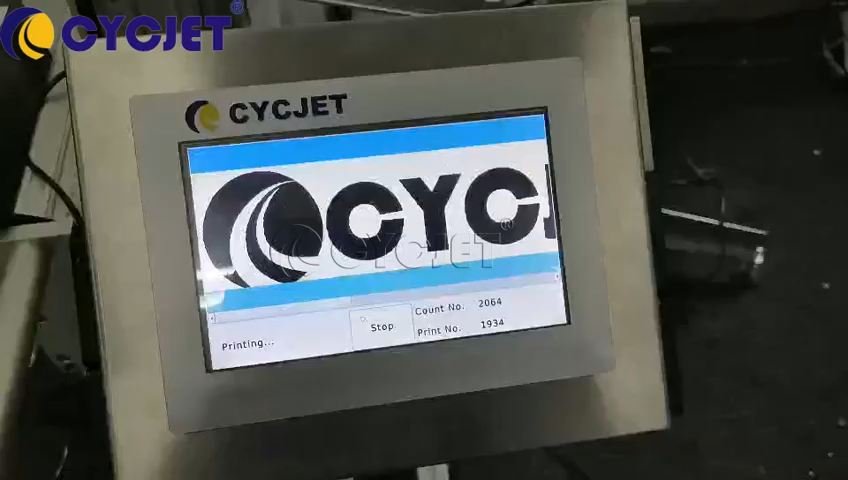 CYCJET®
CYCJET
CYCJ
CYCJET®
Printing...
Stop
Count No. 2064
Print No. 1934